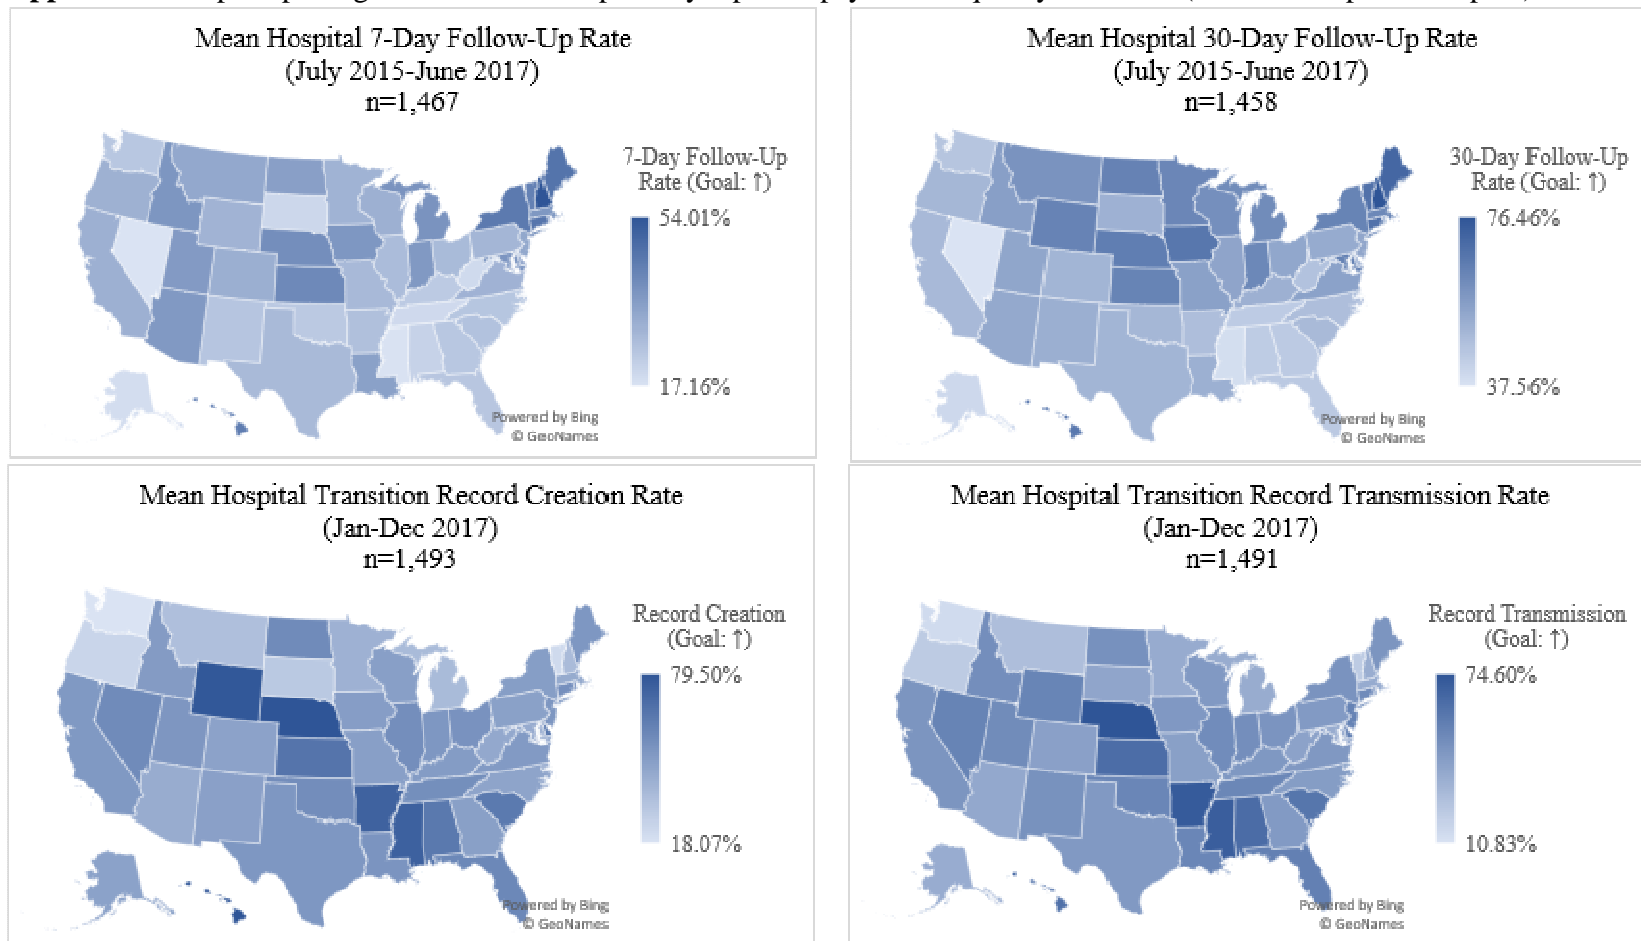 Mean Hospital 7-Day Follow-Up Rate
(July 2015-June 2017)
n=1,467
7-Day Follow-Up
Rate (Goal: ↑)
54.01%
17.16%
Powered by Bing
© GeoNames
Mean Hospital 30-Day Follow-Up Rate
(July 2015-June 2017)
n=1,458
30-Day Follow-Up
Rate (Goal: ↑)
76.46%
37.56%
Powered by Bing
© GeoNames
Mean Hospital Transition Record Creation Rate
(Jan-Dec 2017)
n=1,493
Record Creation
(Goal: ↑)
79.50%
18.07%
Powered by Bing
© GeoNames
Mean Hospital Transition Record Transmission Rate
(Jan-Dec 2017)
n=1,491
Record Transmission
(Goal: ↑)
74.60%
10.83%
Powered by Bing
© GeoNames